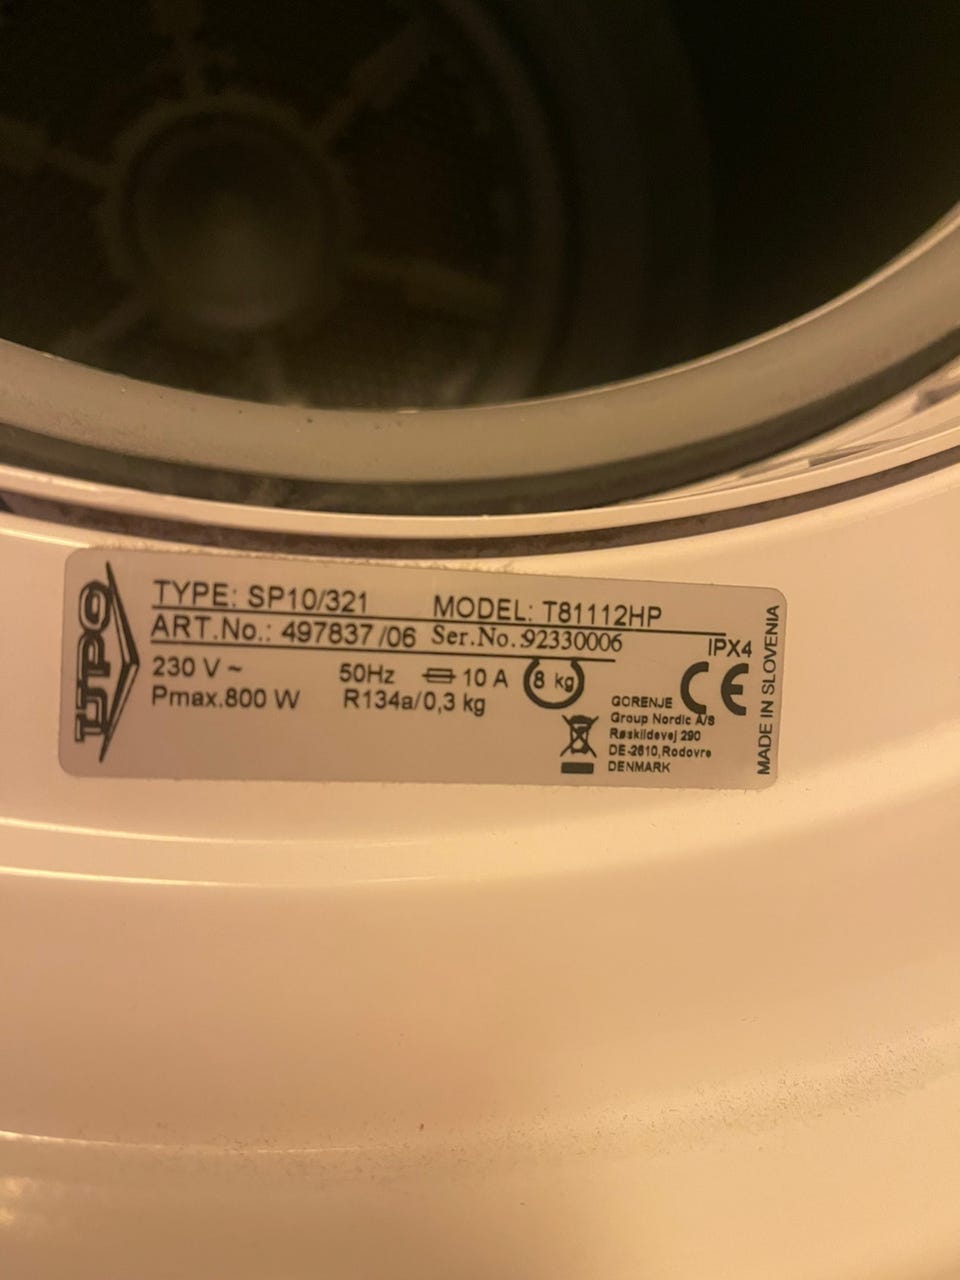 UPO
TYPE: SP10/321 MODEL: T81112HP
ART.No.: 497837/06 Ser.No.:92330006
IPX4
230 V ~ 50Hz 10 A 8 kg
Pmax.800 W R134a/0,3 kg
CE
GORENJE
Group Nordic A/S
Røskildevej 290
DE-2610,Rodovre
DENMARK
MADE IN SLOVENIA